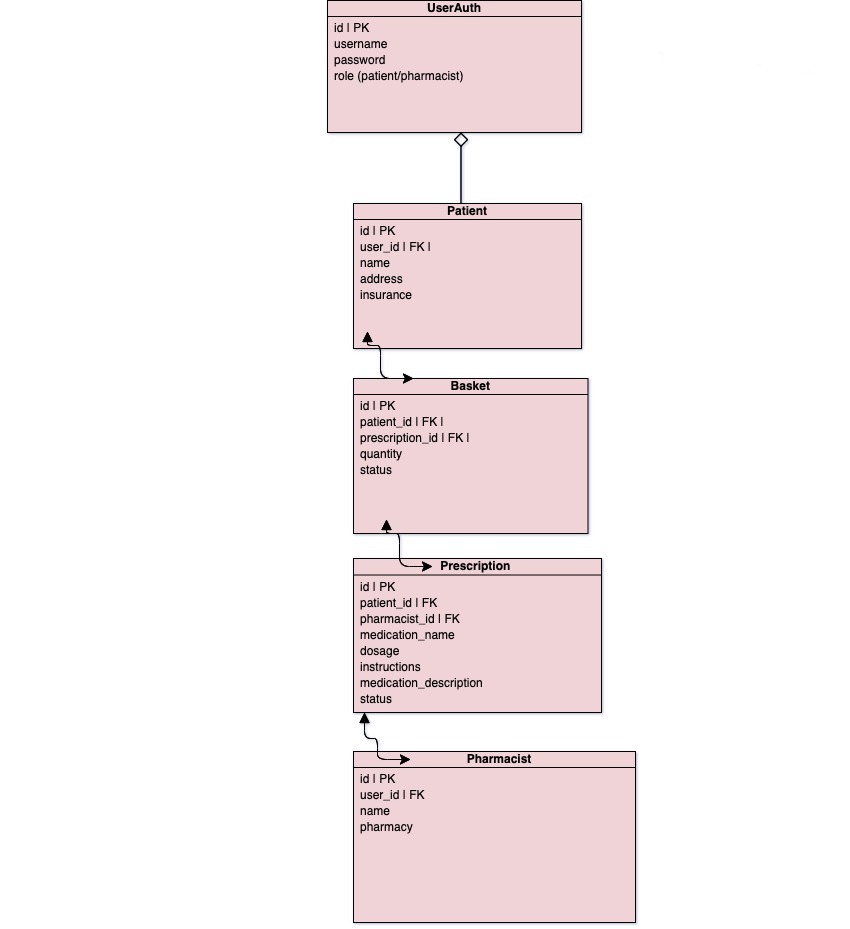 UserAuth
id | PK
username
password
role (patient/pharmacist)
Patient
id | PK
user_id | FK |
name
address
insurance
Basket
id | PK
patient_id | FK |
prescription_id | FK |
quantity
status
Prescription
id | PK
patient_id | FK
pharmacist_id | FK
medication_name
dosage
instructions
medication_description
status
Pharmacist
id | PK
user_id | FK
name
pharmacy